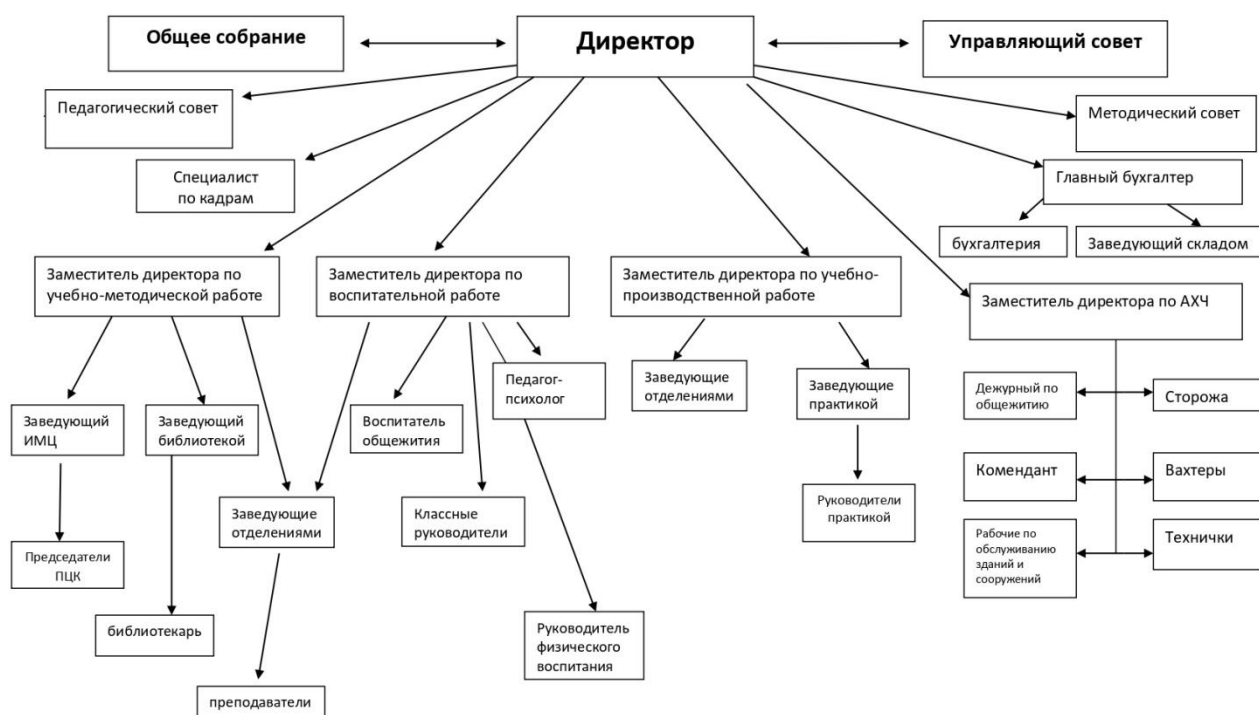 Общее собрание
Директор
Управляющий совет
Педагогический совет
Методический совет
Специалист
по кадрам
Главный бухгалтер
бухгалтерия
Заведующий складом
Заместитель директора по
учебно-методической работе
Заместитель директора по
воспитательной работе
Заместитель директора по учебно-
производственной работе
Заместитель директора по АХЧ
Заведующий
ИМЦ
Заведующий
библиотекой
Воспитатель
общежития
Педагог-
психолог
Заведующие
отделениями
Заведующие
практикой
Дежурный по
общежитию
Сторожа
Комендант
Вахтеры
Рабочие по
обслуживанию
зданий и
сооружений
Технички
Председатели
ПЦК
библиотекарь
Заведующие
отделениями
Классные
руководители
Руководители
практикой
Руководитель
физического
воспитания
преподаватели